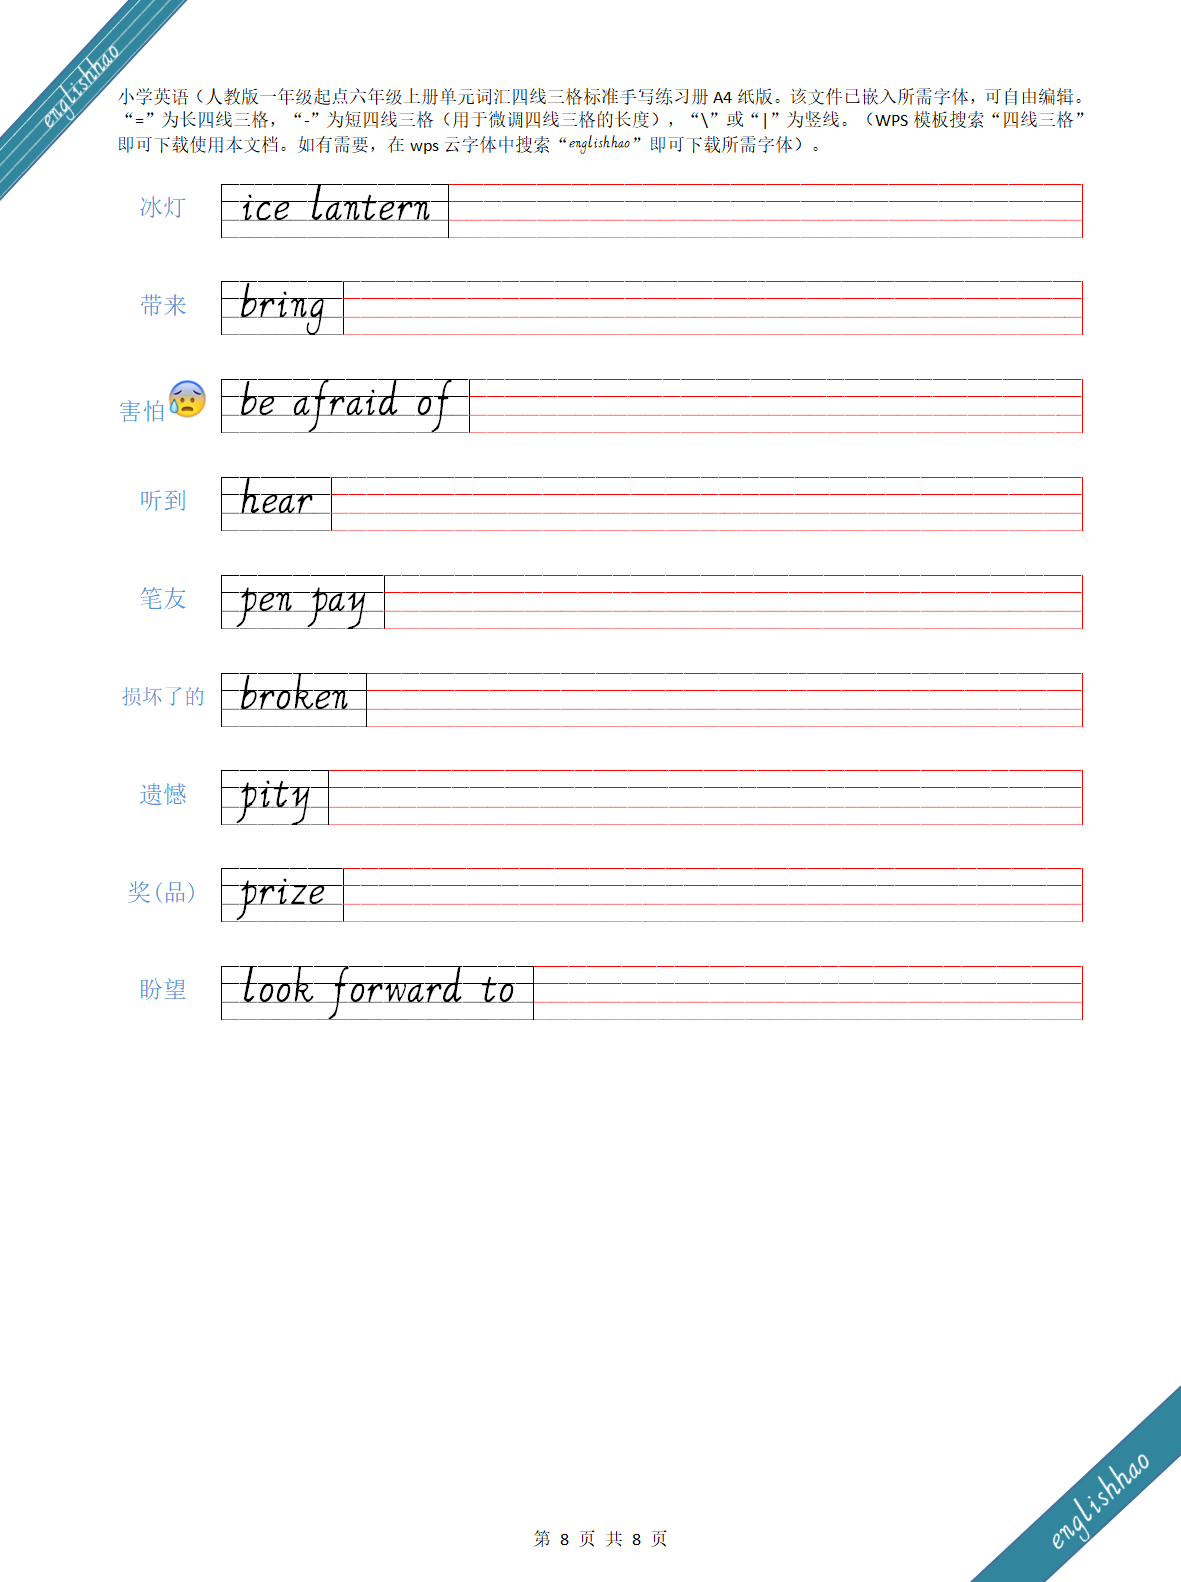 englishhao
小学英语（人教版一年级起点六年级上册单元词汇四线三格标准手写练习册 A4 纸版。该文件已嵌入所需字体，可自由编辑。
“=”为长四线三格，“-”为短四线三格（用于微调四线三格的长度），“\”或“|”为竖线。（WPS 模板搜索“四线三格”
即可下载使用本文档。如有需要，在 wps 云字体中搜索“englishhao”即可下载所需字体）。
冰灯 ice lantern
带来 bring
害怕😰 be afraid of
听到 hear
笔友 pen pay
损坏了的 broken
遗憾 pity
奖(品) prize
盼望 look forward to
englishhao
第 8 页 共 8 页